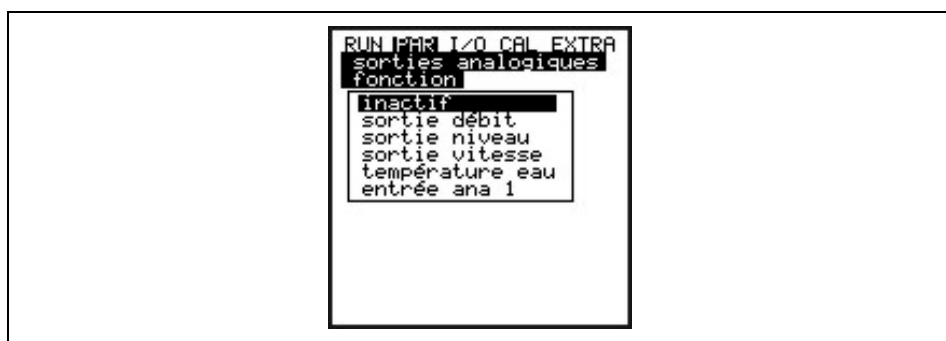 RUN PAR I/O CAL EXTRA
sorties analogiques
fonction
inactif
sortie débit
sortie niveau
sortie vitesse
température eau
entrée ana 1